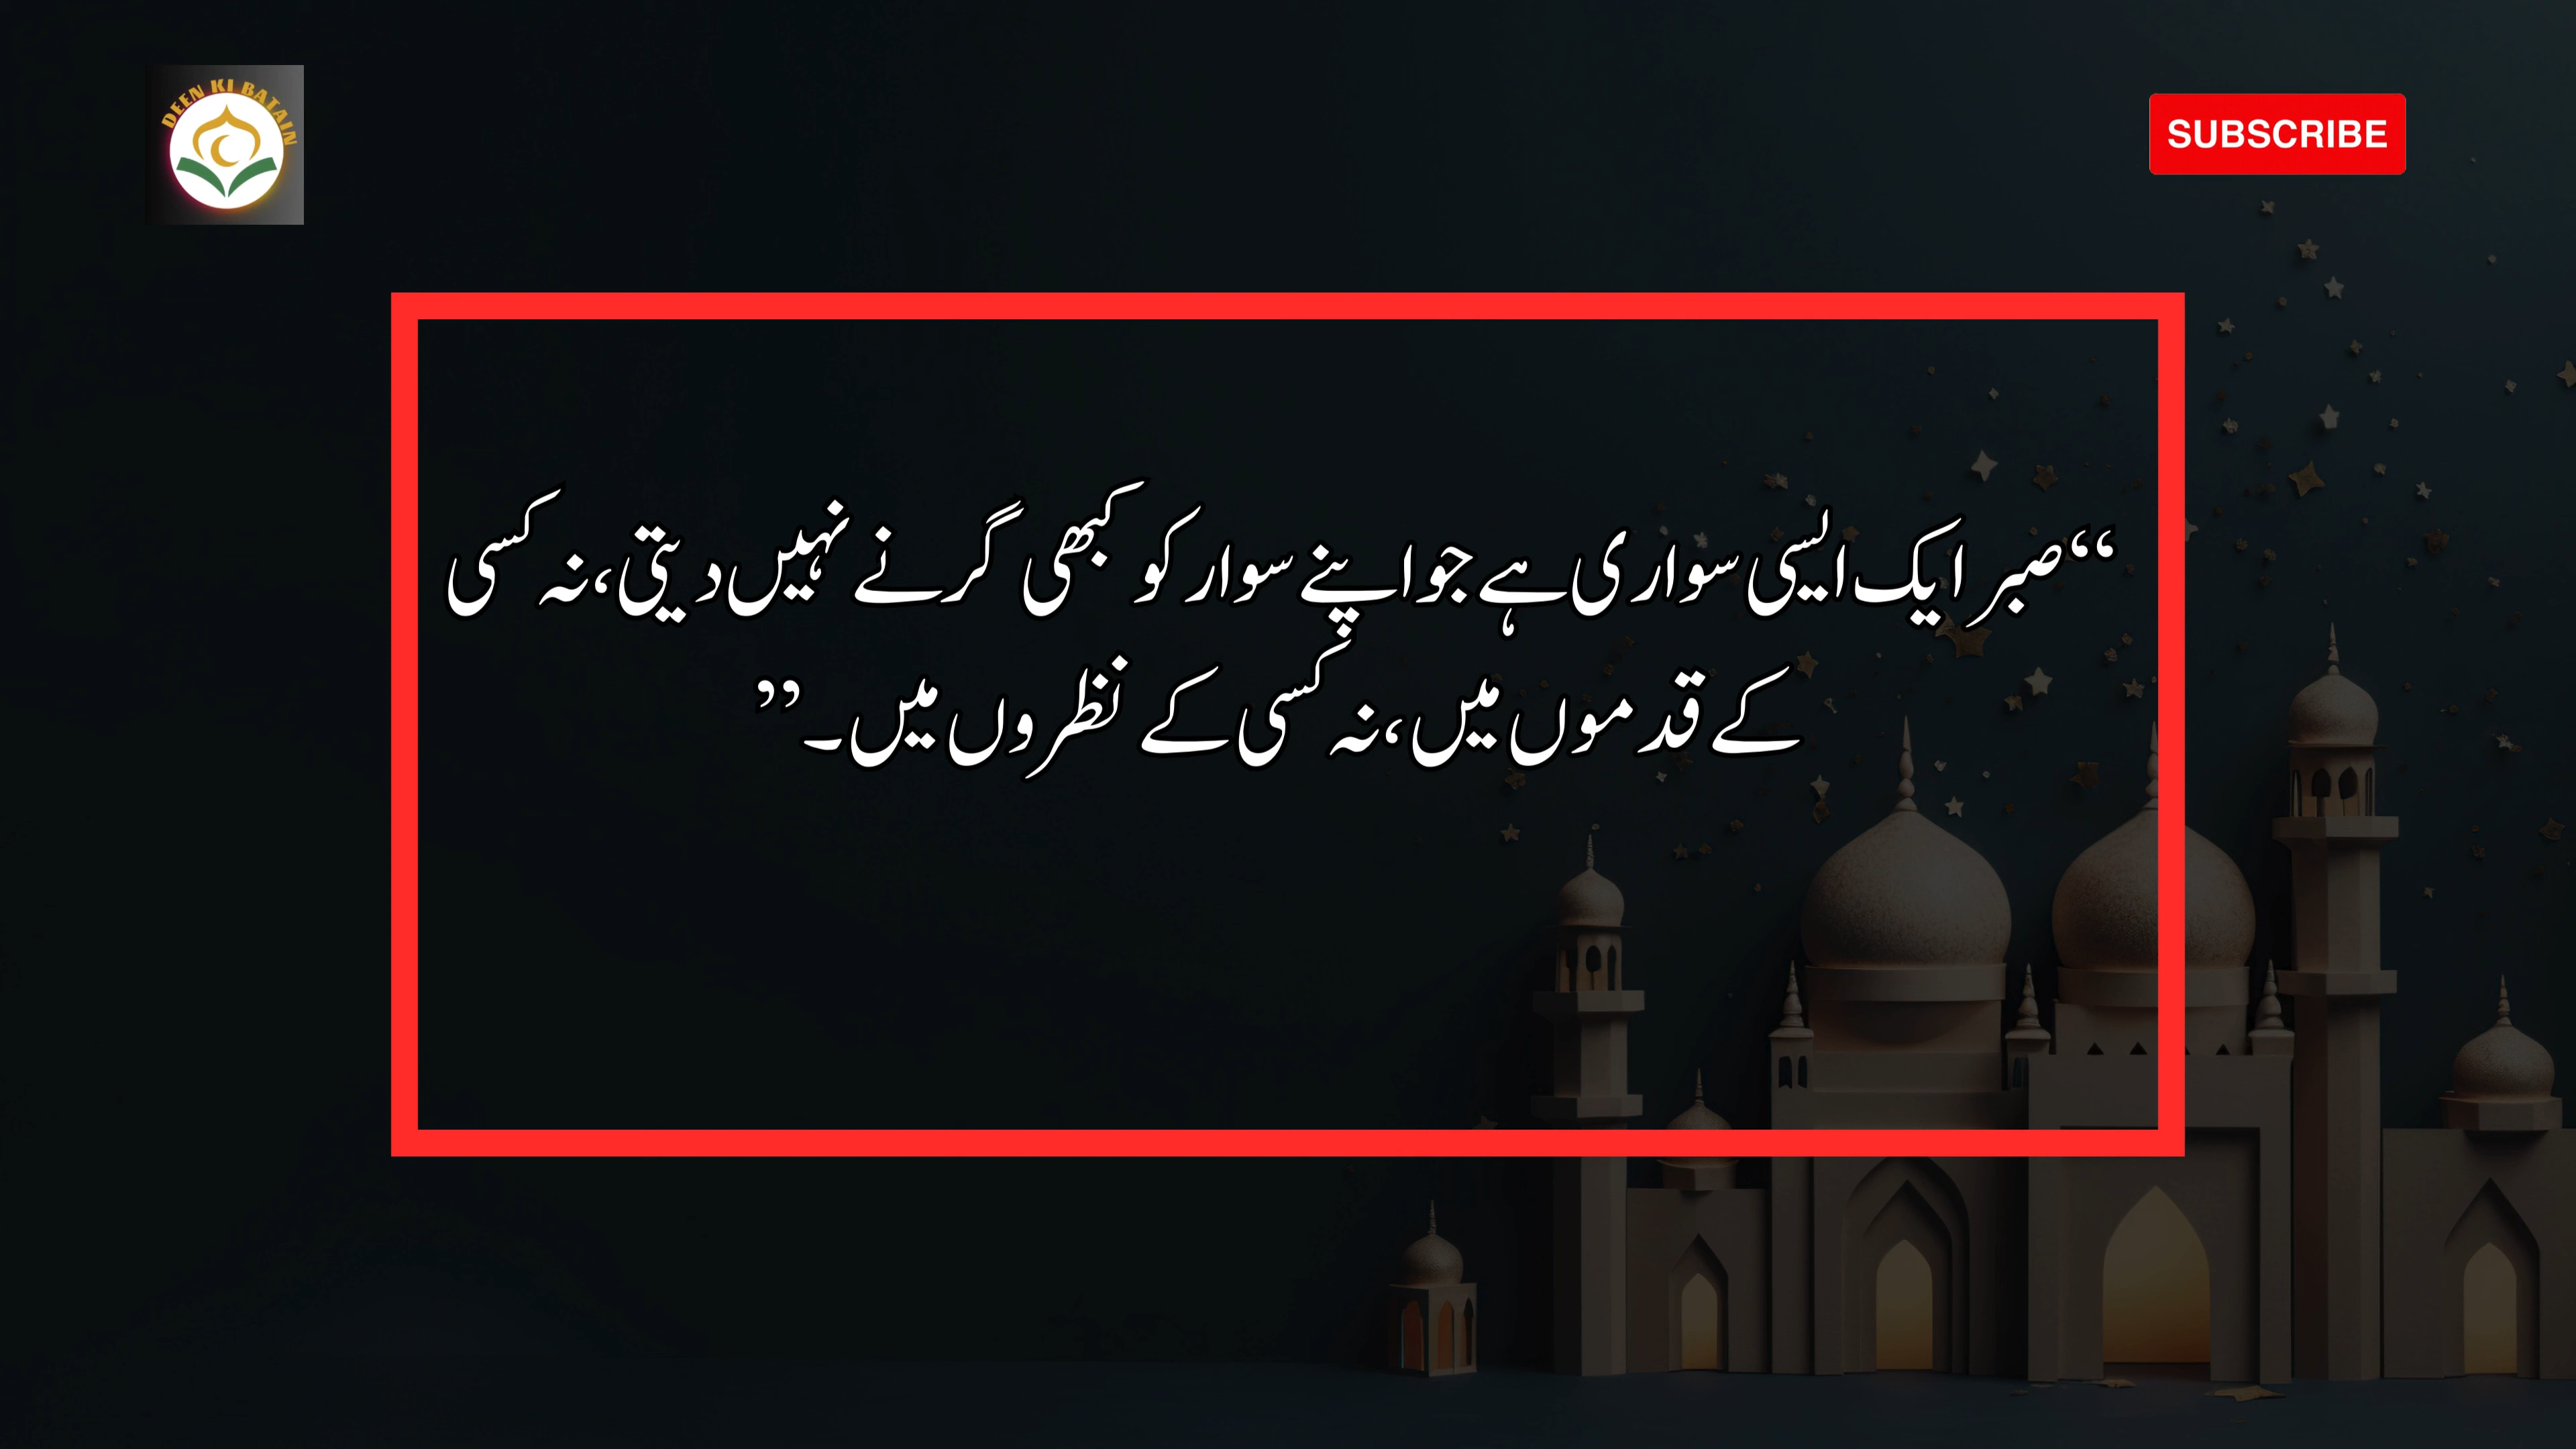 DEEN KI BATAIN
SUBSCRIBE
“صبر ایک ایسی سواری ہے جو اپنے سوار کو کبھی گرنے نہیں دیتی، نہ کسی
کے قدموں میں، نہ کسی کے نظروں میں۔”